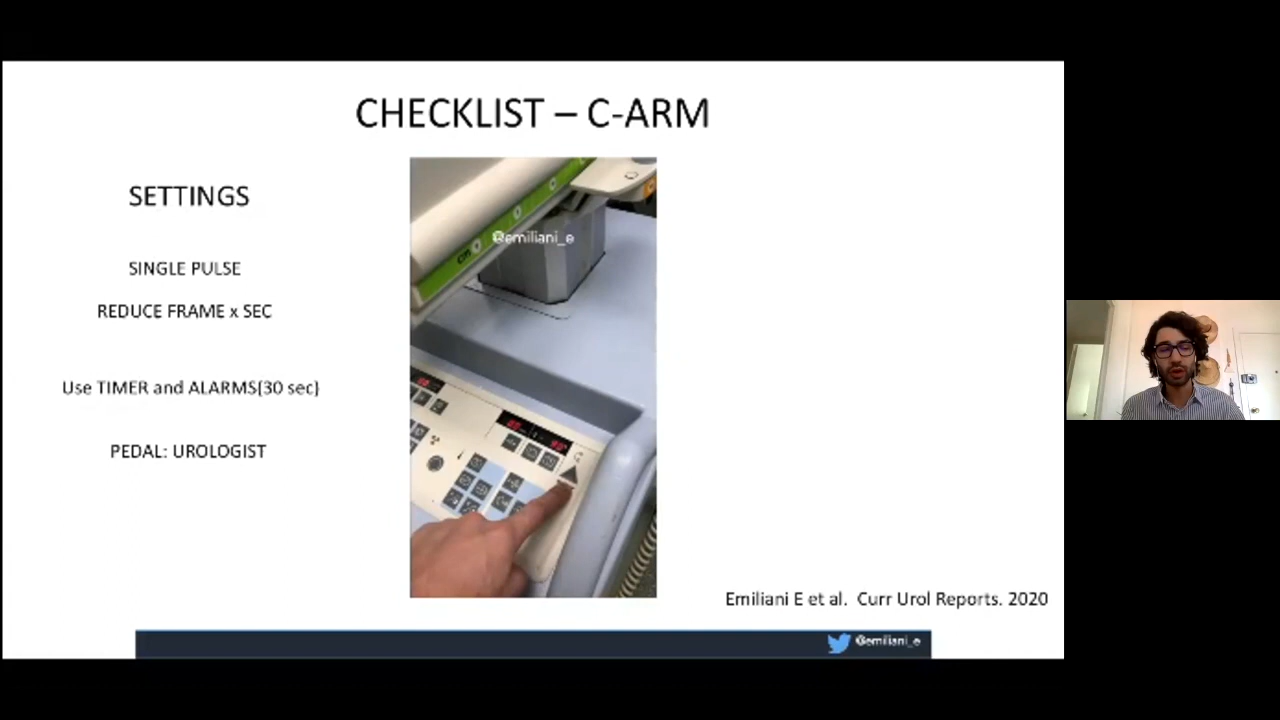 CHECKLIST – C-ARM
SETTINGS
SINGLE PULSE
REDUCE FRAME x SEC
Use TIMER and ALARMS(30 sec)
PEDAL: UROLOGIST
@emiliani_e
Emiliani E et al. Curr Urol Reports. 2020
@emiliani_e